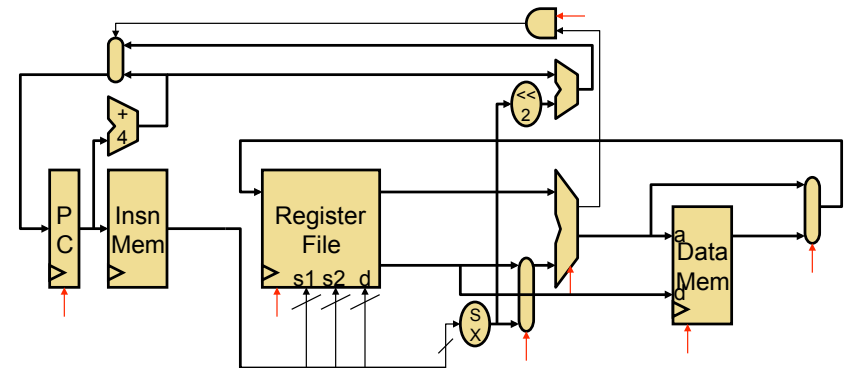 <<
2
+
4
P
C
Insn
Mem
Register
File
s1 s2 d
S
X
a
Data
Mem
d